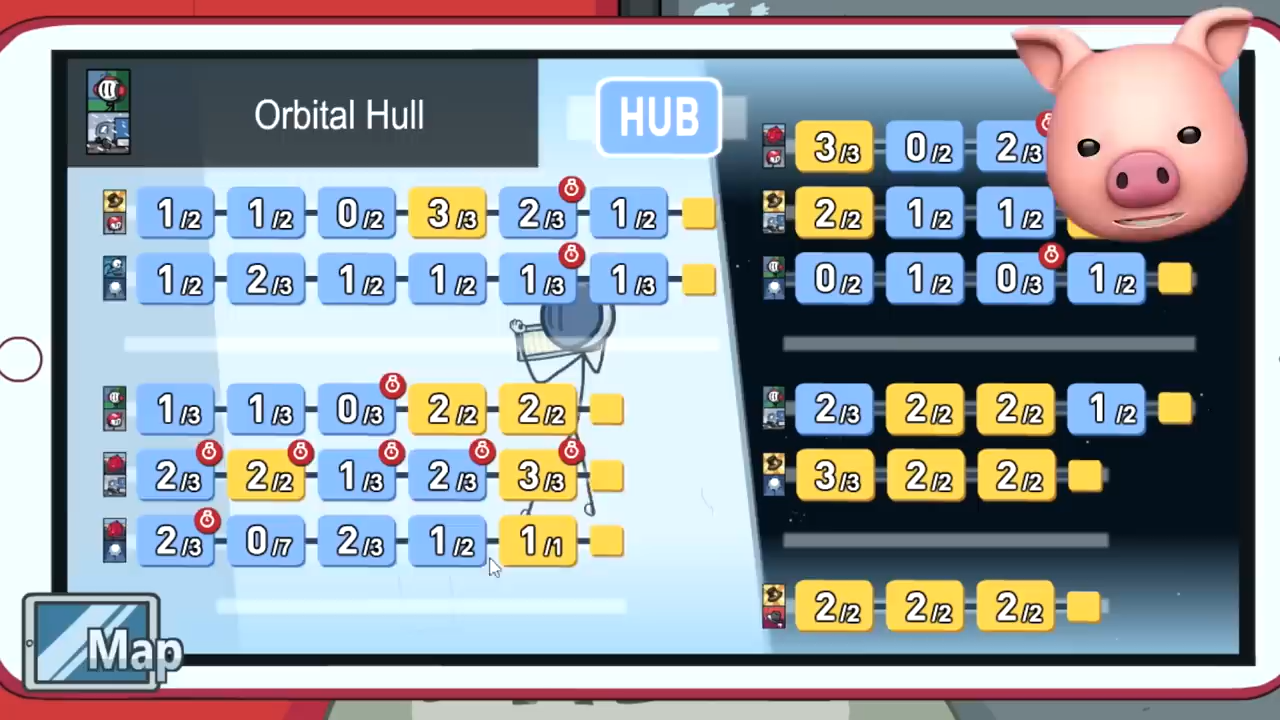 Orbital Hull
HUB
1/2 1/2 0/2 3/3 2/3 1/2
1/2 2/3 1/2 1/2 1/3 1/3
1/3 1/3 0/3 2/2 2/2
2/3 2/2 1/3 2/3 3/3
2/3 0/7 2/3 1/2 1/1
3/3 0/2 2/3
2/2 1/2 1/2
0/2 1/2 0/3 1/2
2/3 2/2 2/2 1/2
3/3 2/2 2/2
2/2 2/2 2/2
Map